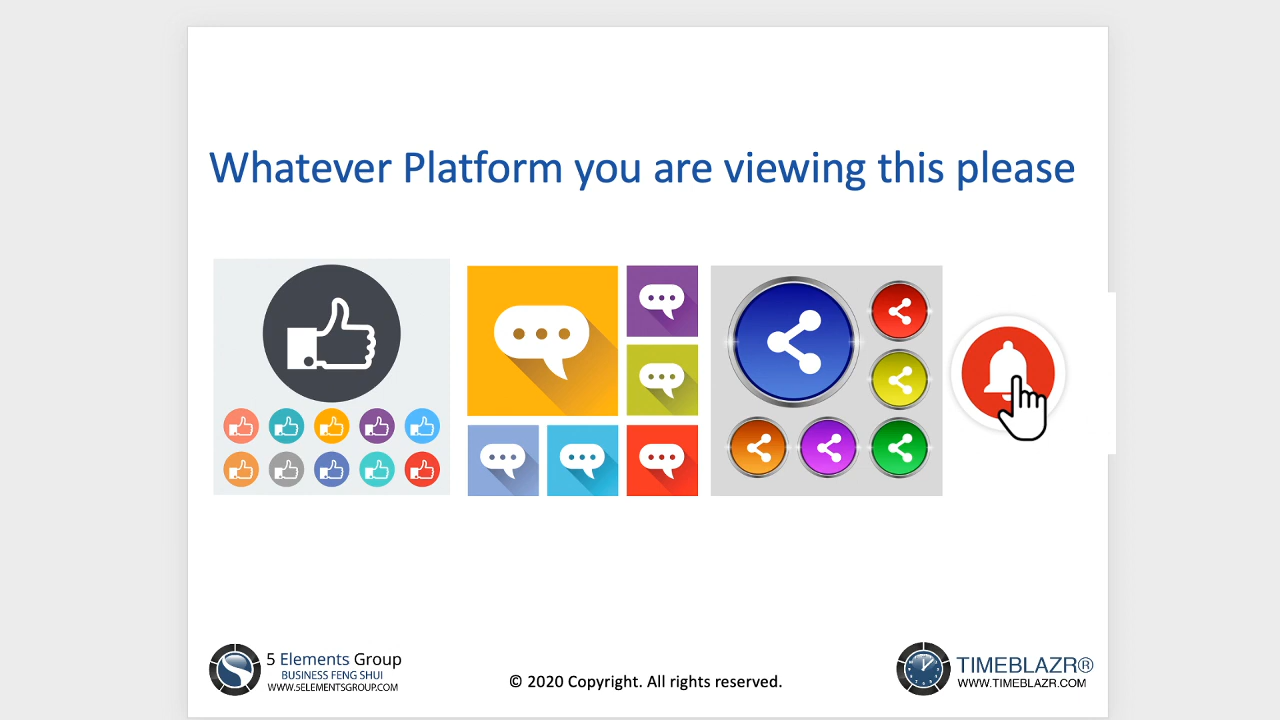 Whatever Platform you are viewing this please
5 Elements Group
BUSINESS FENG SHUI
WWW.5ELEMENTSGROUP.COM
© 2020 Copyright. All rights reserved.
TIMEBLAZR®
WWW.TIMEBLAZR.COM